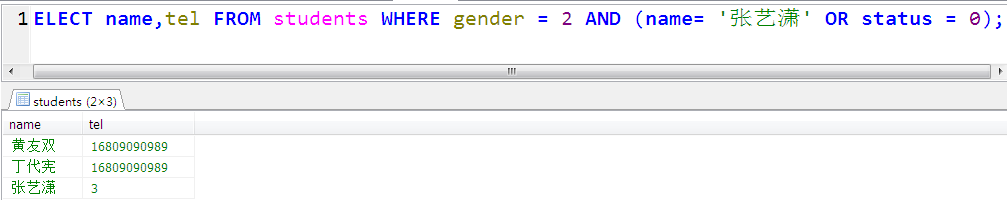 1 ELECT name,tel FROM students WHERE gender = 2 AND (name= '张艺潇' OR status = 0);
students (2×3)
name tel
黄友双 16809090989
丁代宪 16809090989
张艺潇 3